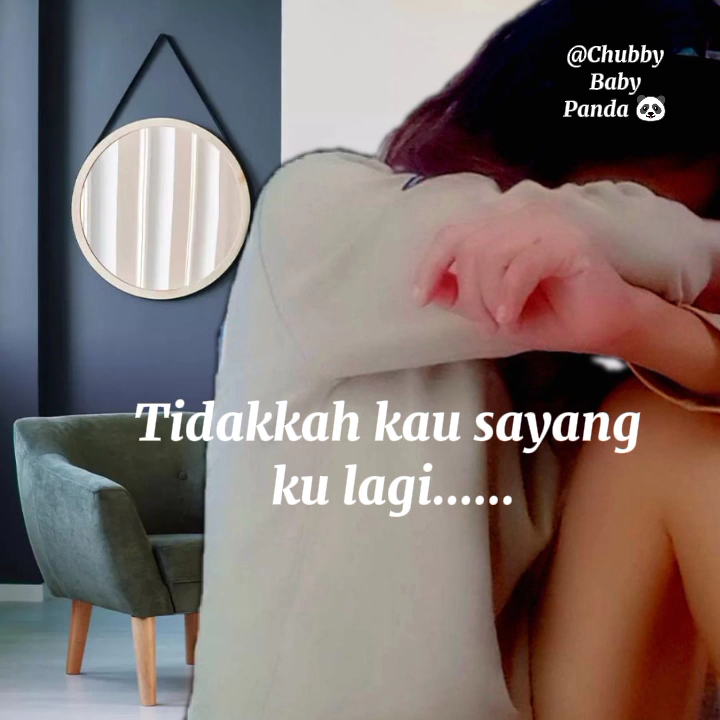 @Chubby
Baby
Panda 🐼
Tidakkah kau sayang
ku lagi......